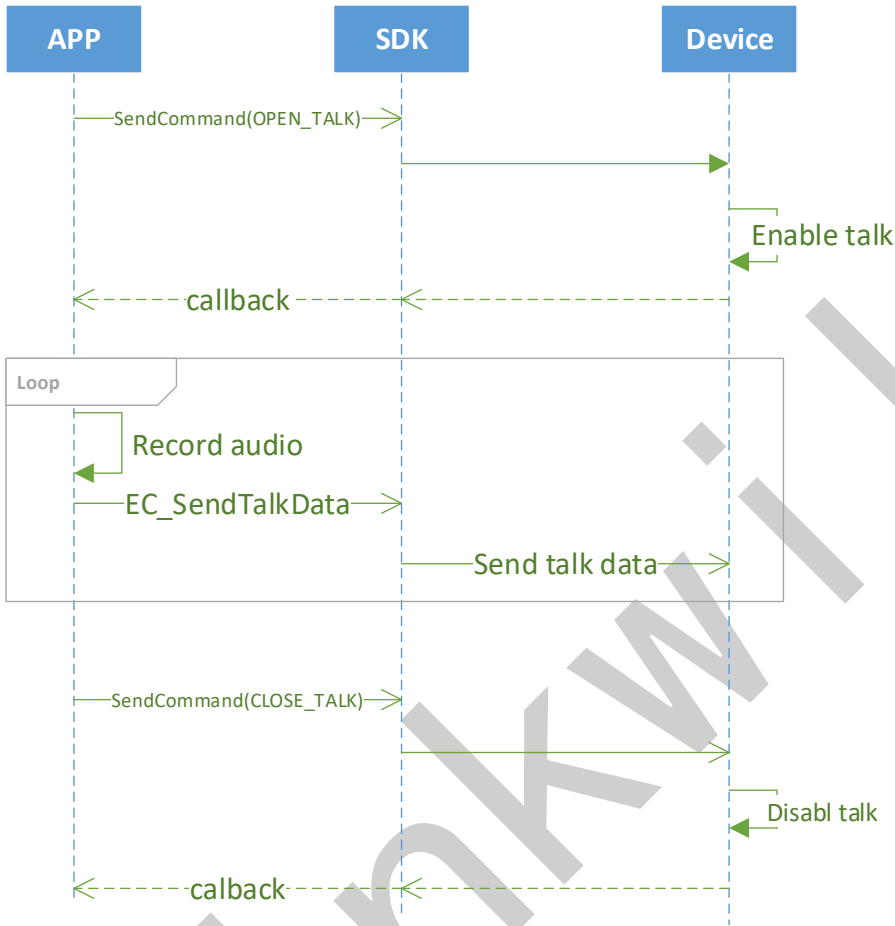 APP
SDK
Device
SendCommand(OPEN_TALK)
Enable talk
callback
Loop
Record audio
EC_SendTalkData
Send talk data
SendCommand(CLOSE_TALK)
Disabl talk
calback